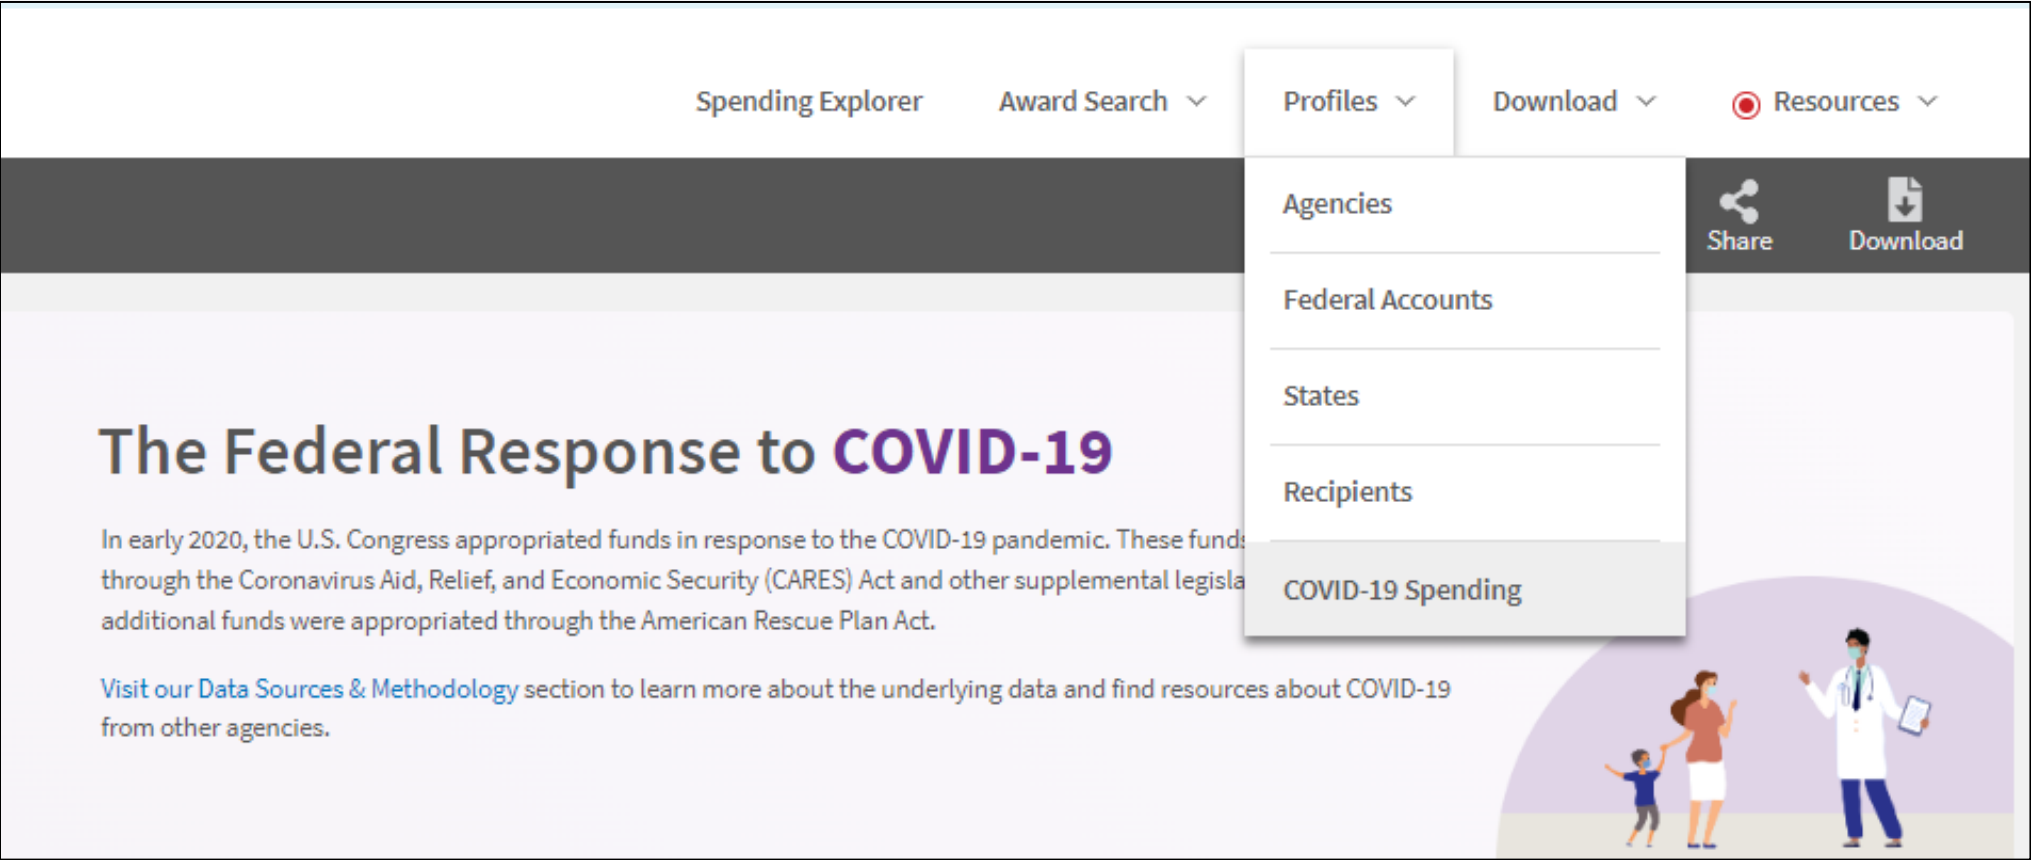 Spending Explorer Award Search Profiles Download Resources
Agencies
Federal Accounts
States
Recipients
COVID-19 Spending
Share Download
The Federal Response to COVID-19
In early 2020, the U.S. Congress appropriated funds in response to the COVID-19 pandemic. These funds
through the Coronavirus Aid, Relief, and Economic Security (CARES) Act and other supplemental
additional funds were appropriated through the American Rescue Plan Act.
Visit our Data Sources & Methodology section to learn more about the underlying data and find resources about COVID-19
from other agencies.